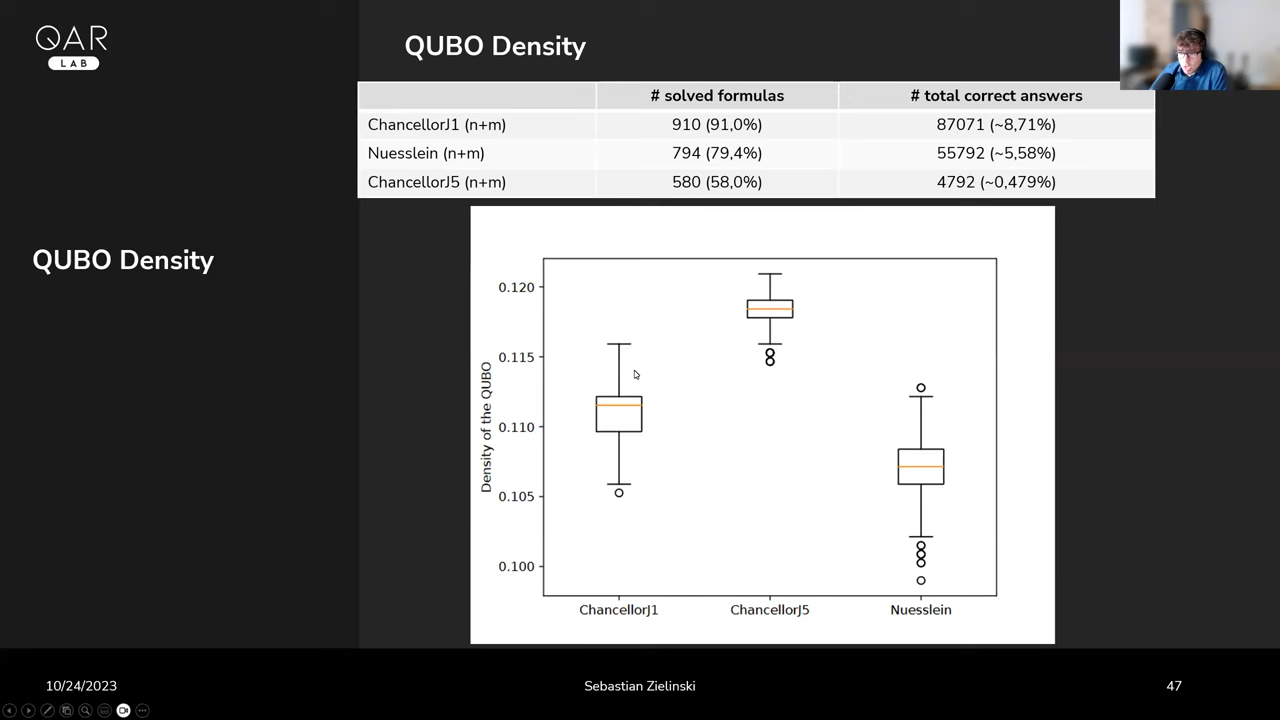 QAR
LAB
QUBO Density
# solved formulas # total correct answers
ChancellorJ1 (n+m) 910 (91,0%) 87071 (~8,71%)
Nuesslein (n+m) 794 (79,4%) 55792 (~5,58%)
ChancellorJ5 (n+m) 580 (58,0%) 4792 (~0,479%)
QUBO Density
Density of the QUBO
0.120
0.115
0.110
0.105
0.100
ChancellorJ1 ChancellorJ5 Nuesslein
10/24/2023 Sebastian Zielinski 47